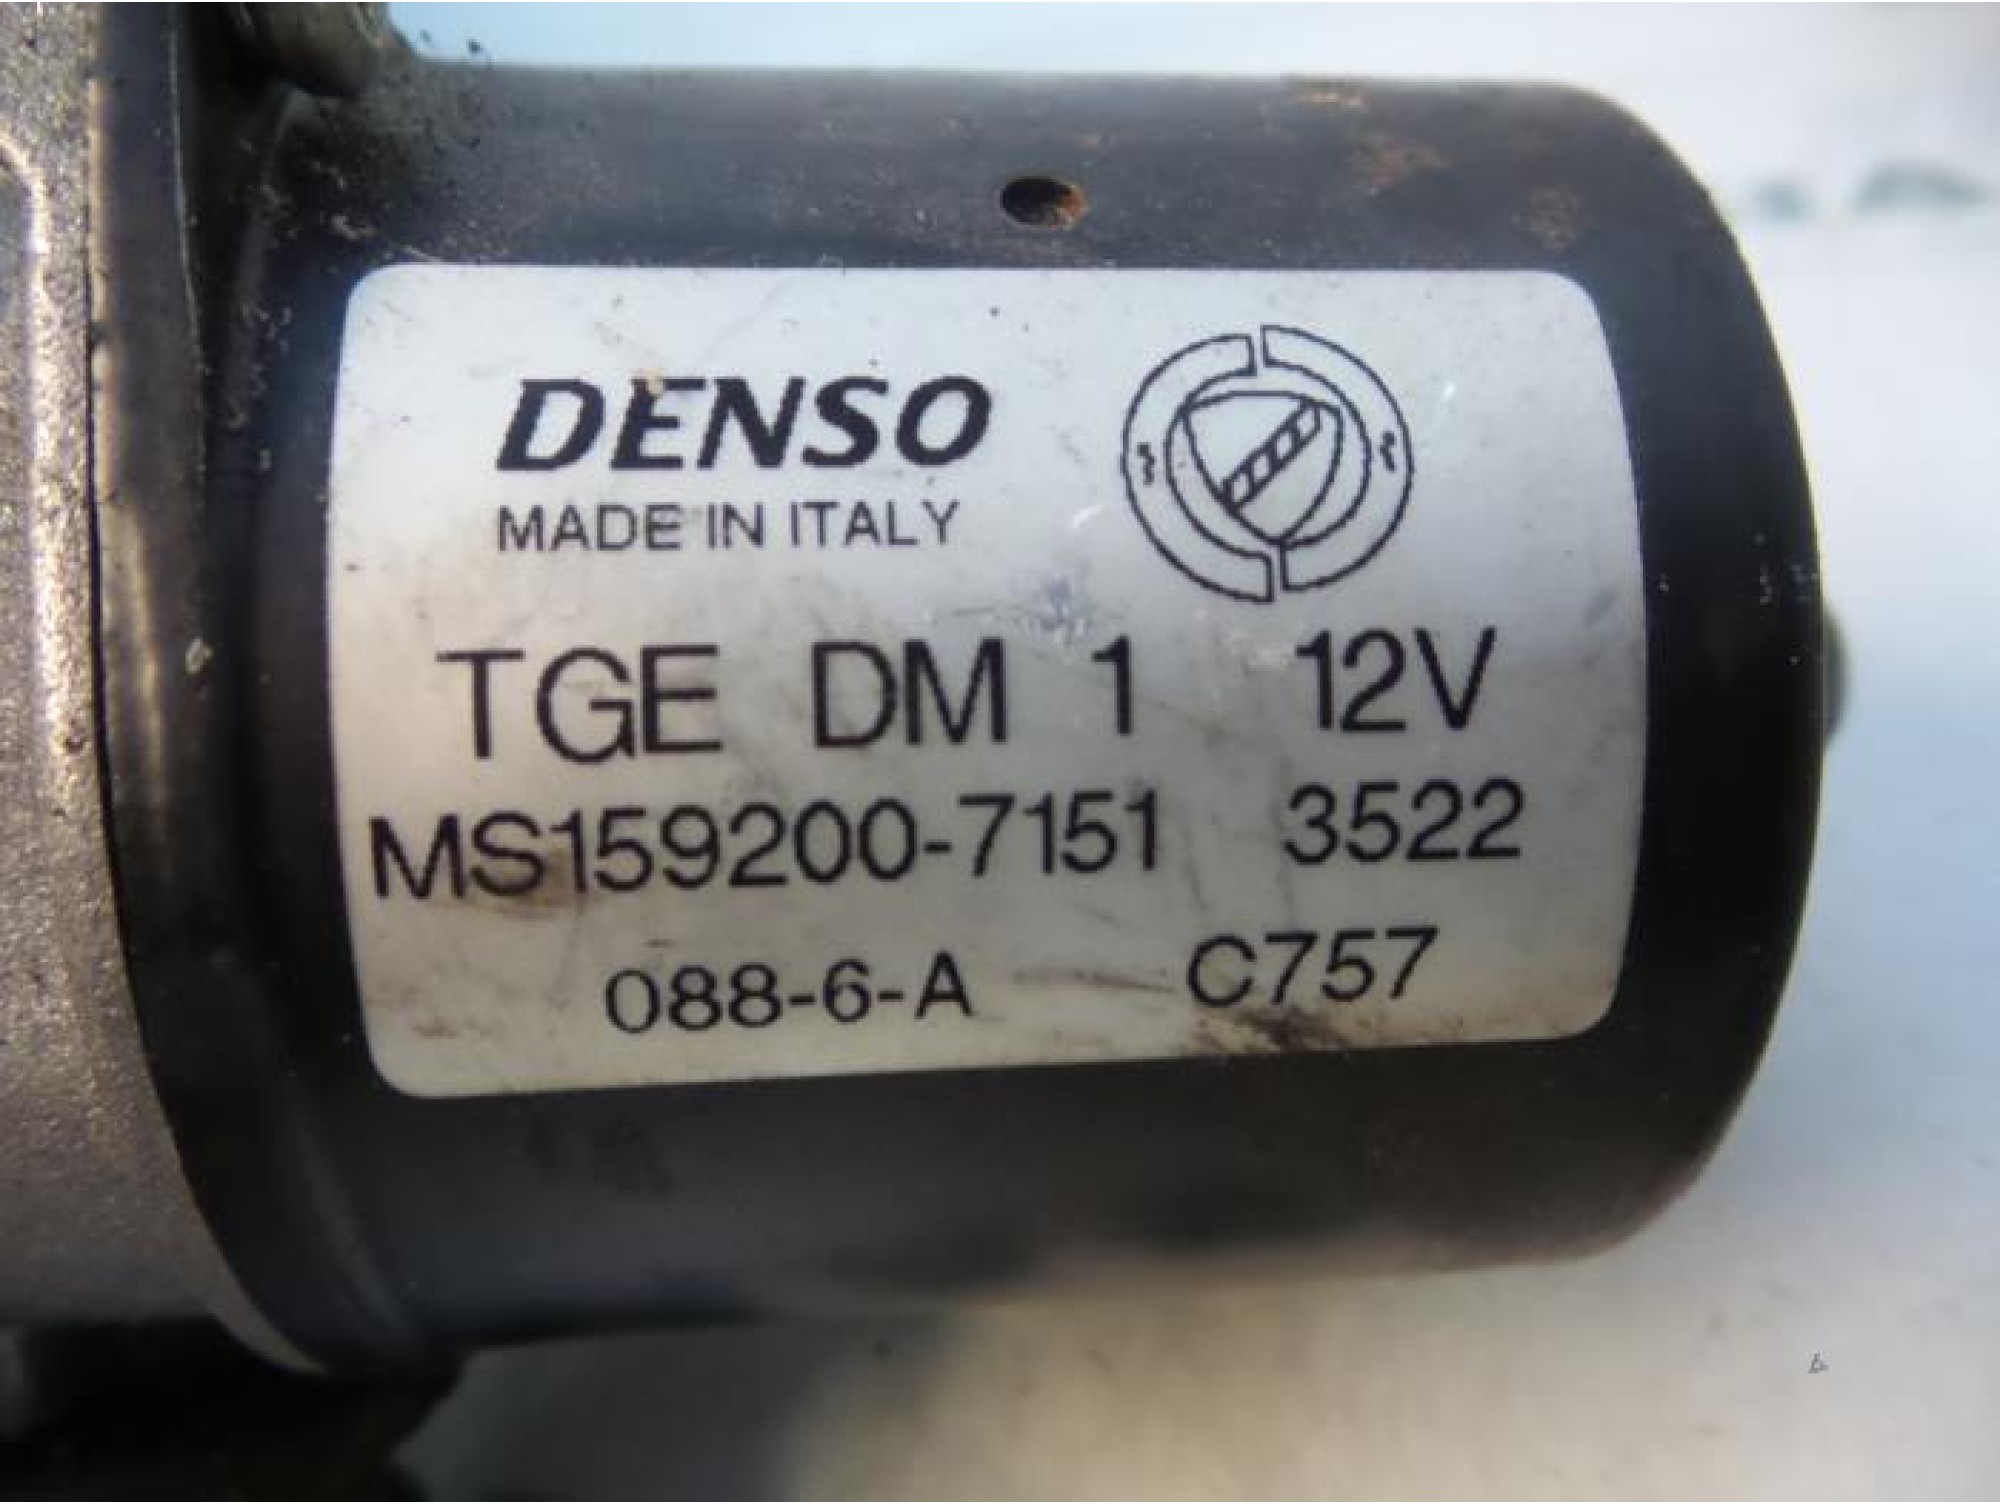 DENSO
MADE IN ITALY
TGE DM 1 12V
MS159200-7151 3522
088-6-A C757